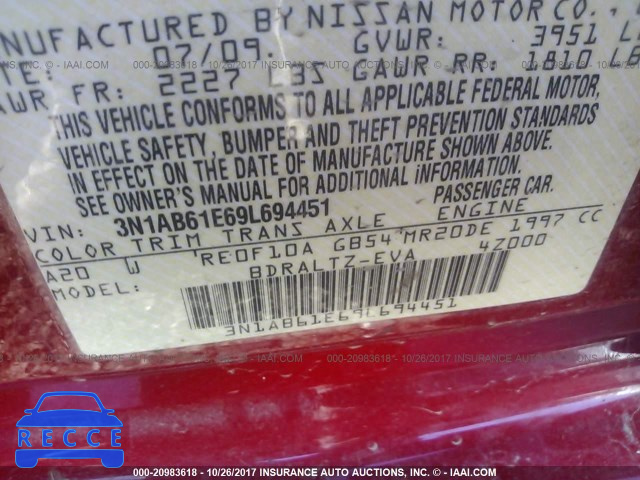 NUFACTURED BY NISSAN MOTOR CO.,
TE: 07/09. GVWR: 3951 L
AWR FR: 2227 LBS GAWR RR: 1810 LB
THIS VEHICLE CONFORMS TO ALL APPLICABLE FEDERAL MOTOR
VEHICLE SAFETY, BUMPER AND THEFT PREVENTION STANDARDS
IN EFFECT ON THE DATE OF MANUFACTURE SHOWN ABOVE.
SEE OWNER'S MANUAL FOR ADDITIONAL iNFORMATION.
VIN: 3N1AB61E69L694451 PASSENGER CAR.
COLOR TRIM TRANS AXLE ENGINE
A20 W RE0F10A GB54 MR20DE 1997 CC
MODEL: BDRALTZ-EVA 4Z000
3N1AB61E69L694451
000-20983618 - 10/26/2017 INSURANCE AUTO AUCTIONS, INC. - © - IAAI.COM
RECCE